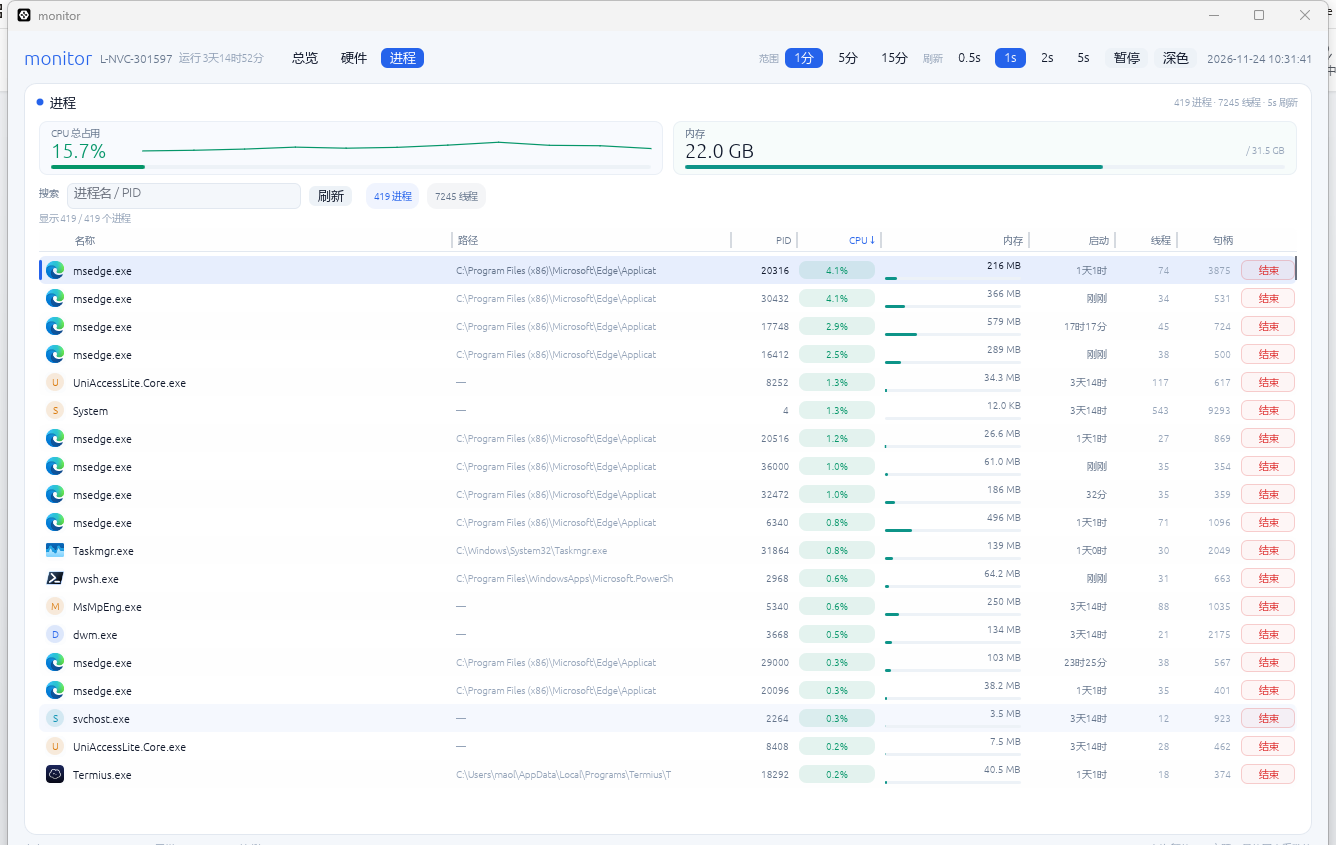 monitor
monitor L-NVC-301597 运行 3天14时52分 总览 硬件 进程 范围 1分 5分 15分 刷新 0.5s 1s 2s 5s 暂停 深色 2026-11-24 10:31:41
进程 419 进程 · 7245 线程 · 5s 刷新
CPU 总占用
15.7%
内存
22.0 GB / 31.5 GB
搜索 进程名 / PID 刷新 419 进程 7245 线程
显示 419 / 419 个进程
名称 路径 PID CPU ↓ 内存 启动 线程 句柄
msedge.exe C:\Program Files (x86)\Microsoft\Edge\Applicat 20316 4.1% 216 MB 1天1时 74 3875 结束
msedge.exe C:\Program Files (x86)\Microsoft\Edge\Applicat 30432 4.1% 366 MB 刚刚 34 531 结束
msedge.exe C:\Program Files (x86)\Microsoft\Edge\Applicat 17748 2.9% 579 MB 17时17分 45 724 结束
msedge.exe C:\Program Files (x86)\Microsoft\Edge\Applicat 16412 2.5% 289 MB 刚刚 38 500 结束
U UniAccessLite.Core.exe — 8252 1.3% 34.3 MB 3天14时 117 617 结束
S System — 4 1.3% 12.0 KB 3天14时 543 9293 结束
msedge.exe C:\Program Files (x86)\Microsoft\Edge\Applicat 20516 1.2% 26.6 MB 1天1时 27 869 结束
msedge.exe C:\Program Files (x86)\Microsoft\Edge\Applicat 36000 1.0% 61.0 MB 刚刚 35 354 结束
msedge.exe C:\Program Files (x86)\Microsoft\Edge\Applicat 32472 1.0% 186 MB 32分 35 359 结束
msedge.exe C:\Program Files (x86)\Microsoft\Edge\Applicat 6340 0.8% 496 MB 1天1时 71 1096 结束
Taskmgr.exe C:\Windows\System32\Taskmgr.exe 31864 0.8% 139 MB 1天0时 30 2049 结束
pwsh.exe C:\Program Files\WindowsApps\Microsoft.PowerSh 2968 0.6% 64.2 MB 刚刚 31 663 结束
M MsMpEng.exe — 5340 0.6% 250 MB 3天14时 88 1035 结束
D dwm.exe — 3668 0.5% 134 MB 3天14时 21 2175 结束
msedge.exe C:\Program Files (x86)\Microsoft\Edge\Applicat 29000 0.3% 103 MB 23时25分 38 567 结束
msedge.exe C:\Program Files (x86)\Microsoft\Edge\Applicat 20096 0.3% 38.2 MB 1天1时 35 401 结束
S svchost.exe — 2264 0.3% 3.5 MB 3天14时 12 923 结束
U UniAccessLite.Core.exe — 8408 0.2% 7.5 MB 3天14时 28 462 结束
Termius.exe C:\Users\maol\AppData\Local\Programs\Termius\T 18292 0.2% 40.5 MB 1天1时 18 374 结束